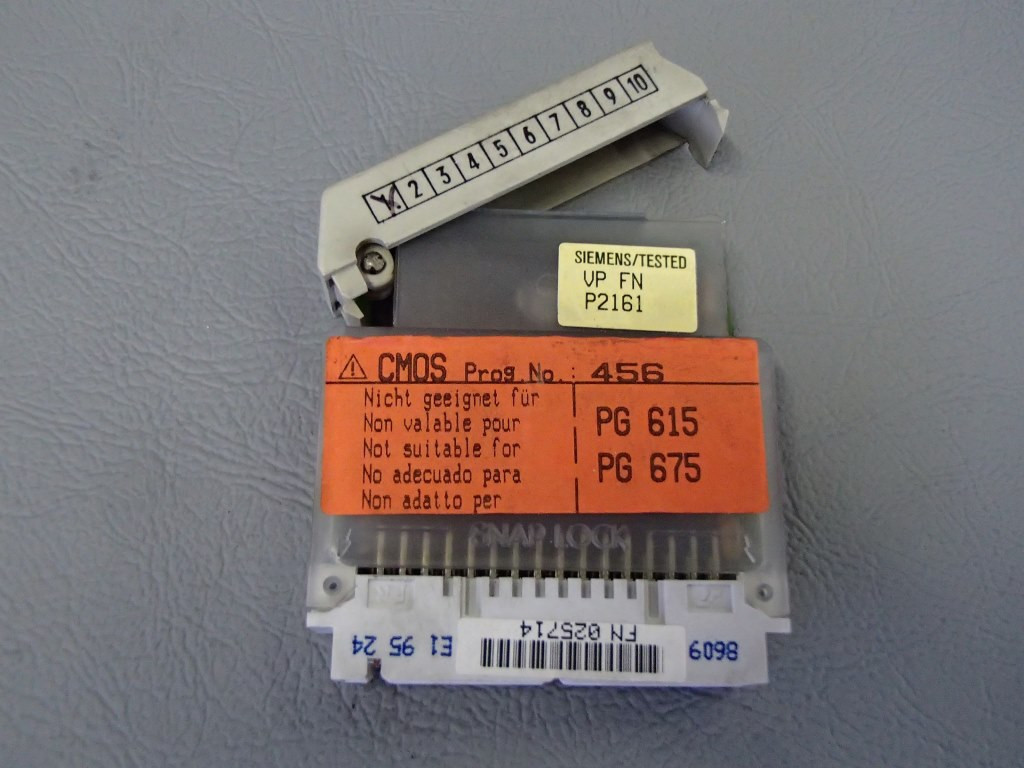 1 2 3 4 5 6 7 8 9 10
SIEMENS/TESTED
VP FN
P2161
CMOS Prog.No.: 456
Nicht geeignet für
Non valable pour
Not suitable for
No adecuado para
Non adatto per
PG 615
PG 675
SNAP LOCK
8609
FN 025714
E1 95 24